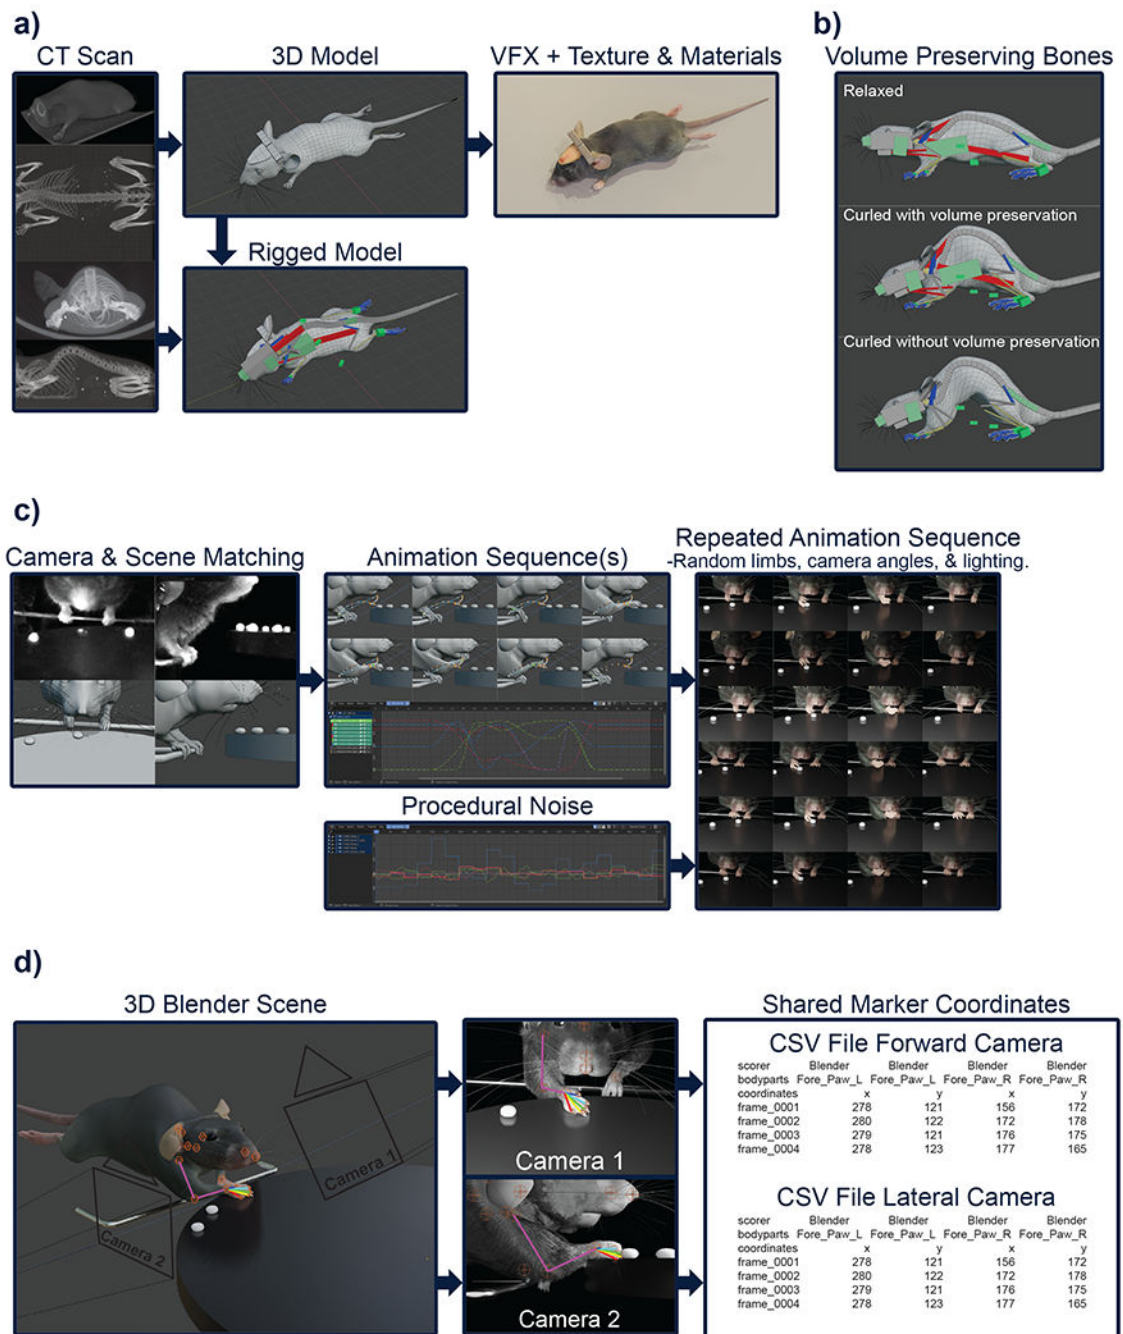 a)
CT Scan
3D Model
VFX + Texture & Materials
Rigged Model
b)
Volume Preserving Bones
Relaxed
Curled with volume preservation
Curled without volume preservation
c)
Camera & Scene Matching
Animation Sequence(s)
Repeated Animation Sequence
-Random limbs, camera angles, & lighting.
Procedural Noise
d)
3D Blender Scene
Camera 1
Camera 2
Camera 1
Camera 2
Shared Marker Coordinates
CSV File Forward Camera
scorer Blender Blender Blender Blender
bodyparts Fore_Paw_L Fore_Paw_L Fore_Paw_R Fore_Paw_R
coordinates x y x y
frame_0001 278 121 156 172
frame_0002 280 122 172 178
frame_0003 279 121 176 175
frame_0004 278 123 177 165
CSV File Lateral Camera
scorer Blender Blender Blender Blender
bodyparts Fore_Paw_L Fore_Paw_L Fore_Paw_R Fore_Paw_R
coordinates x y x y
frame_0001 278 121 156 172
frame_0002 280 122 172 178
frame_0003 279 121 176 175
frame_0004 278 123 177 165